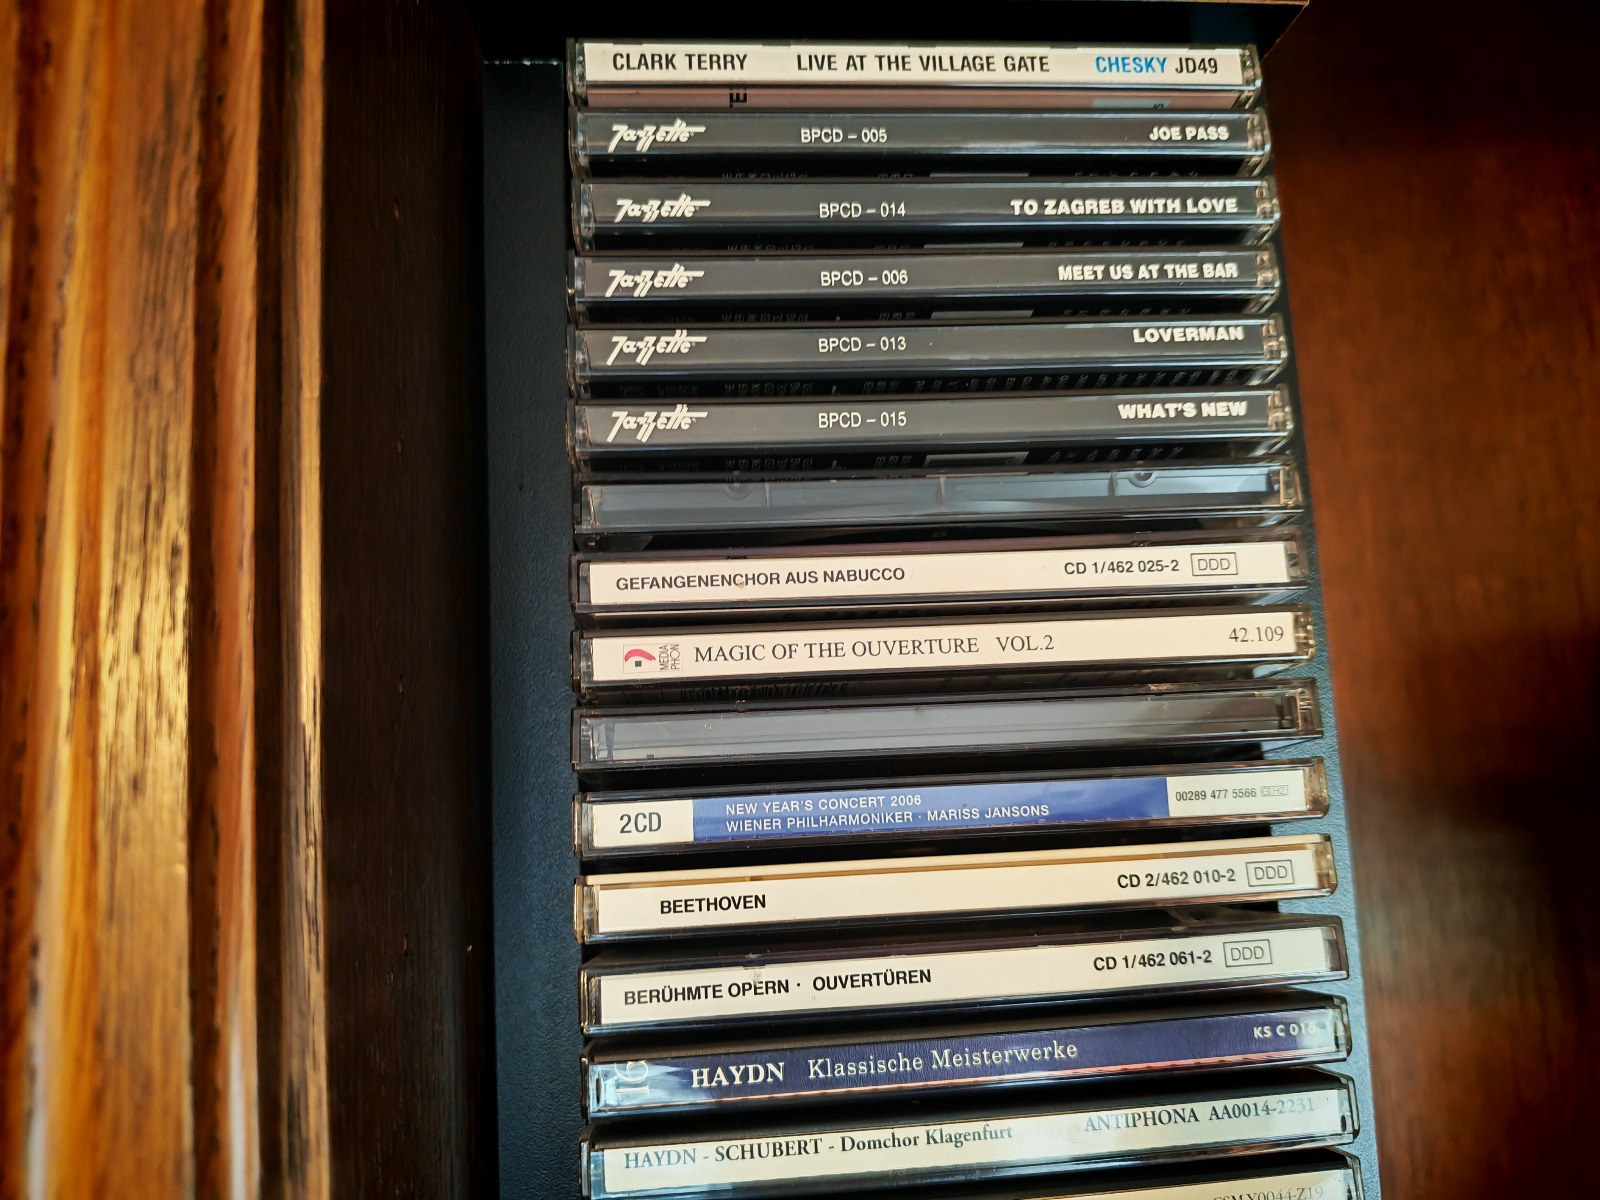 CLARK TERRY LIVE AT THE VILLAGE GATE CHESKY JD49
Jazzette BPCD – 005 JOE PASS
Jazzette BPCD – 014 TO ZAGREB WITH LOVE
Jazzette BPCD – 006 MEET US AT THE BAR
Jazzette BPCD – 013 LOVERMAN
Jazzette BPCD – 015 WHAT'S NEW
GEFANGENENCHOR AUS NABUCCO CD 1/462 025-2 DDD
MEDIA PHON MAGIC OF THE OUVERTURE VOL.2 42.109
2CD
NEW YEAR'S CONCERT 2006
WIENER PHILHARMONIKER · MARISS JANSONS
00289 477 5566 GH2
BEETHOVEN CD 2/462 010-2 DDD
BERÜHMTE OPERN · OUVERTÜREN CD 1/462 061-2 DDD
16 HAYDN Klassische Meisterwerke KS C 016
HAYDN - SCHUBERT - Domchor Klagenfurt ANTIPHONA AA0014-2231